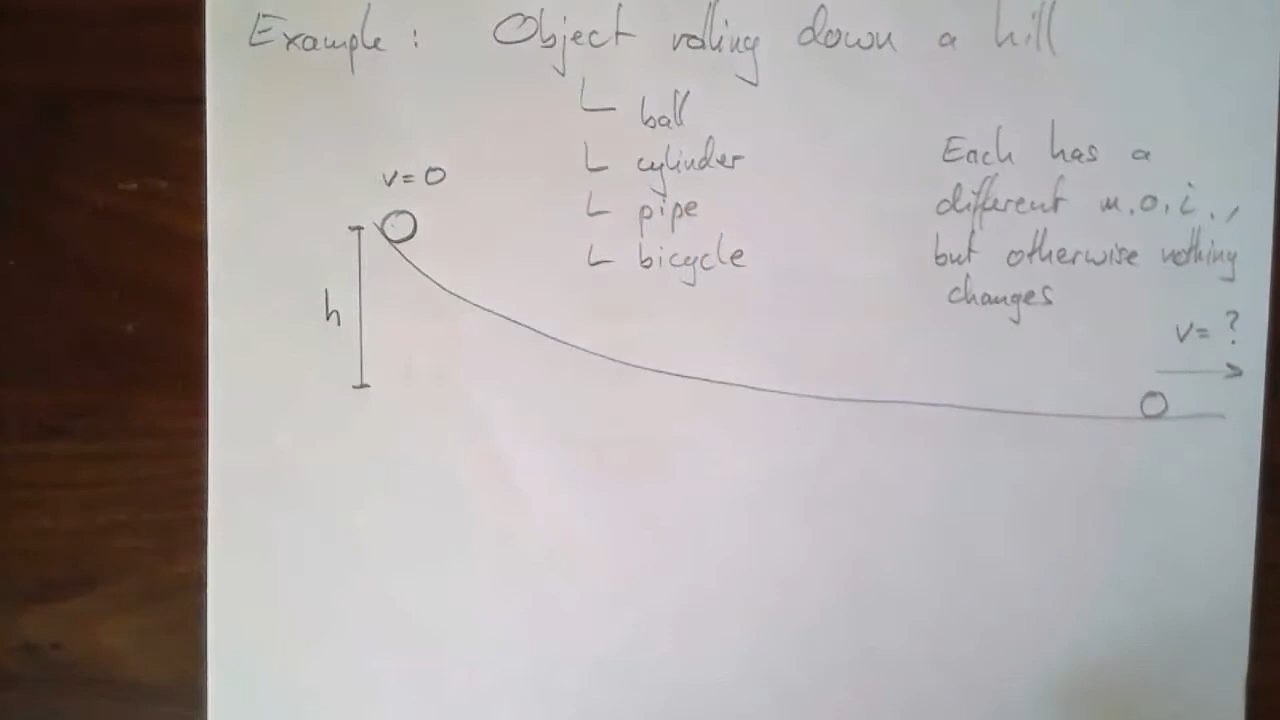 Example: Object rolling down a hill
ball
cylinder
pipe
bicycle
Each has a
different m.o.i.,
but otherwise nothing
changes
v=0
h
v= ?